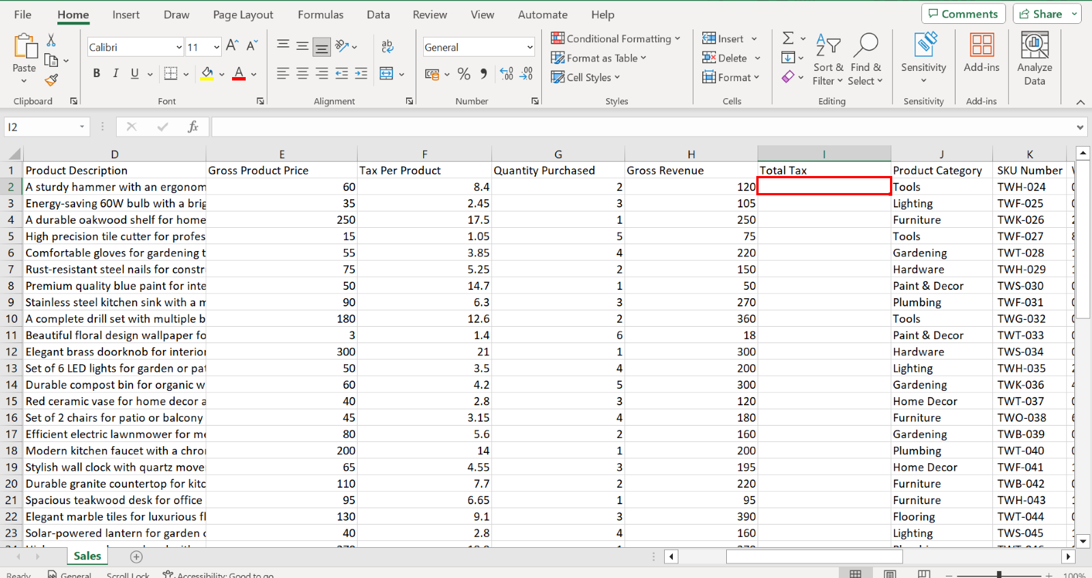 File Home Insert Draw Page Layout Formulas Data Review View Automate Help Comments Share
Paste
Calibri 11 A A
B I U A
ab
General
% 9
Conditional Formatting
Format as Table
Cell Styles
Insert
Delete
Format
Sort & Filter
Find & Select
Sensitivity
Add-ins
Analyze Data
Clipboard Font Alignment Number Styles Cells Editing Sensitivity Add-ins
I2 fx
D E F G H I J K
1 Product Description Gross Product Price Tax Per Product Quantity Purchased Gross Revenue Total Tax Product Category SKU Number
2 A sturdy hammer with an ergonom 60 8.4 2 120 Tools TWH-024
3 Energy-saving 60W bulb with a brig 35 2.45 3 105 Lighting TWF-025
4 A durable oakwood shelf for home 250 17.5 1 250 Furniture TWK-026
5 High precision tile cutter for profes 15 1.05 5 75 Tools TWF-027
6 Comfortable gloves for gardening t 55 3.85 4 220 Gardening TWT-028
7 Rust-resistant steel nails for constr 75 5.25 2 150 Hardware TWH-029
8 Premium quality blue paint for inte 50 14.7 1 50 Paint & Decor TWS-030
9 Stainless steel kitchen sink with a m 90 6.3 3 270 Plumbing TWF-031
10 A complete drill set with multiple b 180 12.6 2 360 Tools TWG-032
11 Beautiful floral design wallpaper fo 3 1.4 6 18 Paint & Decor TWT-033
12 Elegant brass doorknob for interior 300 21 1 300 Hardware TWS-034
13 Set of 6 LED lights for garden or pat 50 3.5 4 200 Lighting TWH-035
14 Durable compost bin for organic w 60 4.2 5 300 Gardening TWK-036
15 Red ceramic vase for home decor a 40 2.8 3 120 Home Decor TWT-037
16 Set of 2 chairs for patio or balcony 45 3.15 4 180 Furniture TWO-038
17 Efficient electric lawnmower for me 80 5.6 2 160 Gardening TWB-039
18 Modern kitchen faucet with a chro 200 14 1 200 Plumbing TWT-040
19 Stylish wall clock with quartz move 65 4.55 3 195 Home Decor TWF-041
20 Durable granite countertop for kitc 110 7.7 2 220 Furniture TWB-042
21 Spacious teakwood desk for office 95 6.65 1 95 Furniture TWH-043
22 Elegant marble tiles for luxurious fl 130 9.1 3 390 Flooring TWT-044
23 Solar-powered lantern for garden 40 2.8 4 160 Lighting TWS-045
Sales
Ready General Scroll Lock Accessibility: Good to go 100%